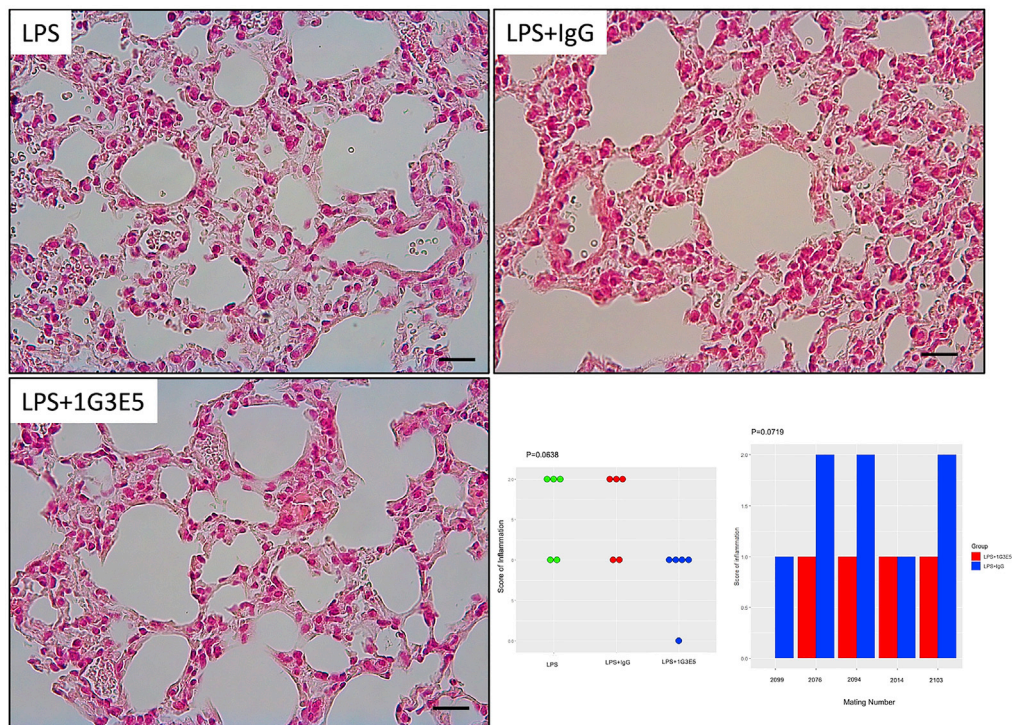 LPS
LPS+IgG
LPS+1G3E5
P=0.0638
Score of Inflammation
2.0
LPS
LPS+IgG
LPS+1G3E5
P=0.0719
Score of inflammation
2.0
1.5
1.0
0.5
0.0
2099
2076
2094
2014
2103
Mating Number
Group
LPS+1G3E5
LPS+IgG